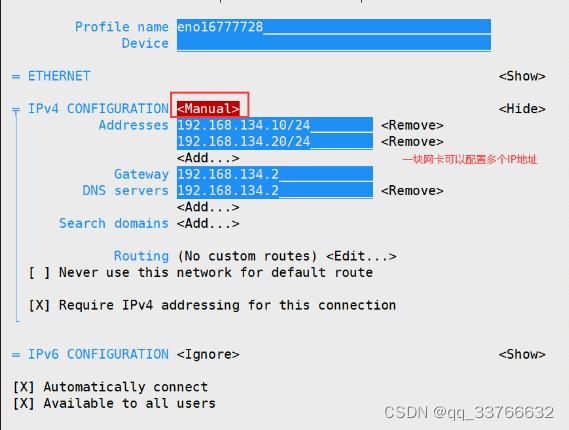 Profile name eno16777728
Device
= ETHERNET <Show>
IPv4 CONFIGURATION <Manual> <Hide>
Addresses 192.168.134.10/24 <Remove>
192.168.134.20/24 <Remove>
<Add...> 一块网卡可以配置多个IP地址
Gateway 192.168.134.2
DNS servers 192.168.134.2 <Remove>
<Add...>
Search domains <Add...>
Routing (No custom routes) <Edit...>
[ ] Never use this network for default route
[X] Require IPv4 addressing for this connection
= IPv6 CONFIGURATION <Ignore> <Show>
[X] Automatically connect
[X] Available to all users
CSDN @qq_33766632